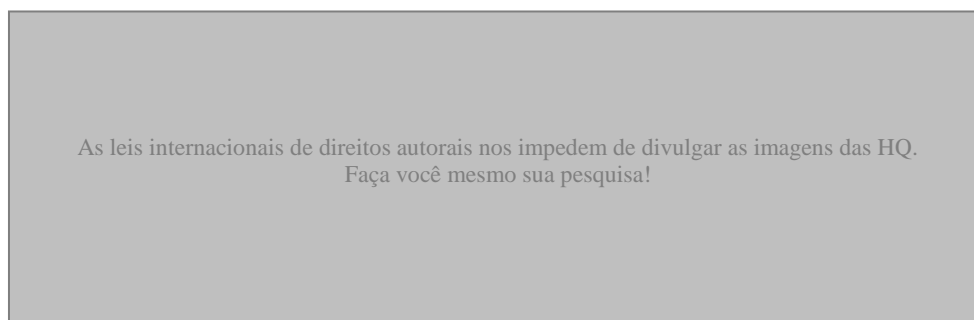 As leis internacionais de direitos autorais nos impedem de divulgar as imagens das HQ.
Faça você mesmo sua pesquisa!